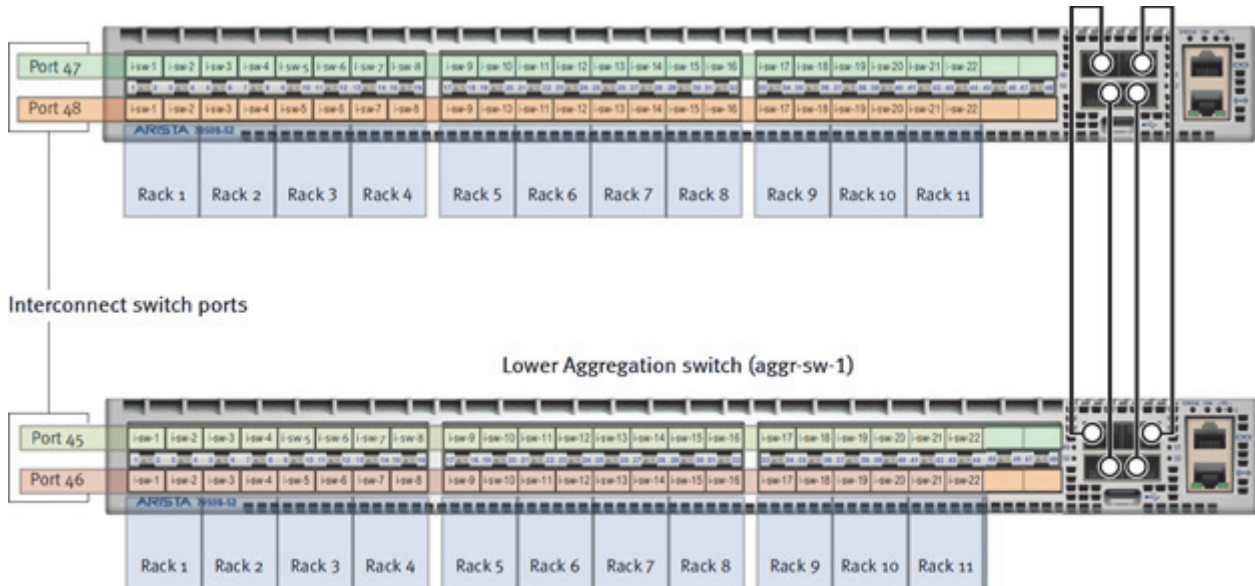 Port 47
i-sw-1 i-sw-2 i-sw-3 i-sw-4 i-sw-5 i-sw-6 i-sw-7 i-sw-8 i-sw-9 i-sw-10 i-sw-11 i-sw-12 i-sw-13 i-sw-14 i-sw-15 i-sw-16 i-sw-17 i-sw-18 i-sw-19 i-sw-20 i-sw-21 i-sw-22
Port 48
i-sw-1 i-sw-2 i-sw-3 i-sw-4 i-sw-5 i-sw-6 i-sw-7 i-sw-8 i-sw-9 i-sw-10 i-sw-11 i-sw-12 i-sw-13 i-sw-14 i-sw-15 i-sw-16 i-sw-17 i-sw-18 i-sw-19 i-sw-20 i-sw-21 i-sw-22
ARISTA 7050S-52
Rack 1 Rack 2 Rack 3 Rack 4 Rack 5 Rack 6 Rack 7 Rack 8 Rack 9 Rack 10 Rack 11
Interconnect switch ports
Lower Aggregation switch (aggr-sw-1)
Port 45
i-sw-1 i-sw-2 i-sw-3 i-sw-4 i-sw-5 i-sw-6 i-sw-7 i-sw-8 i-sw-9 i-sw-10 i-sw-11 i-sw-12 i-sw-13 i-sw-14 i-sw-15 i-sw-16 i-sw-17 i-sw-18 i-sw-19 i-sw-20 i-sw-21 i-sw-22
Port 46
i-sw-1 i-sw-2 i-sw-3 i-sw-4 i-sw-5 i-sw-6 i-sw-7 i-sw-8 i-sw-9 i-sw-10 i-sw-11 i-sw-12 i-sw-13 i-sw-14 i-sw-15 i-sw-16 i-sw-17 i-sw-18 i-sw-19 i-sw-20 i-sw-21 i-sw-22
ARISTA 7050S-52
Rack 1 Rack 2 Rack 3 Rack 4 Rack 5 Rack 6 Rack 7 Rack 8 Rack 9 Rack 10 Rack 11